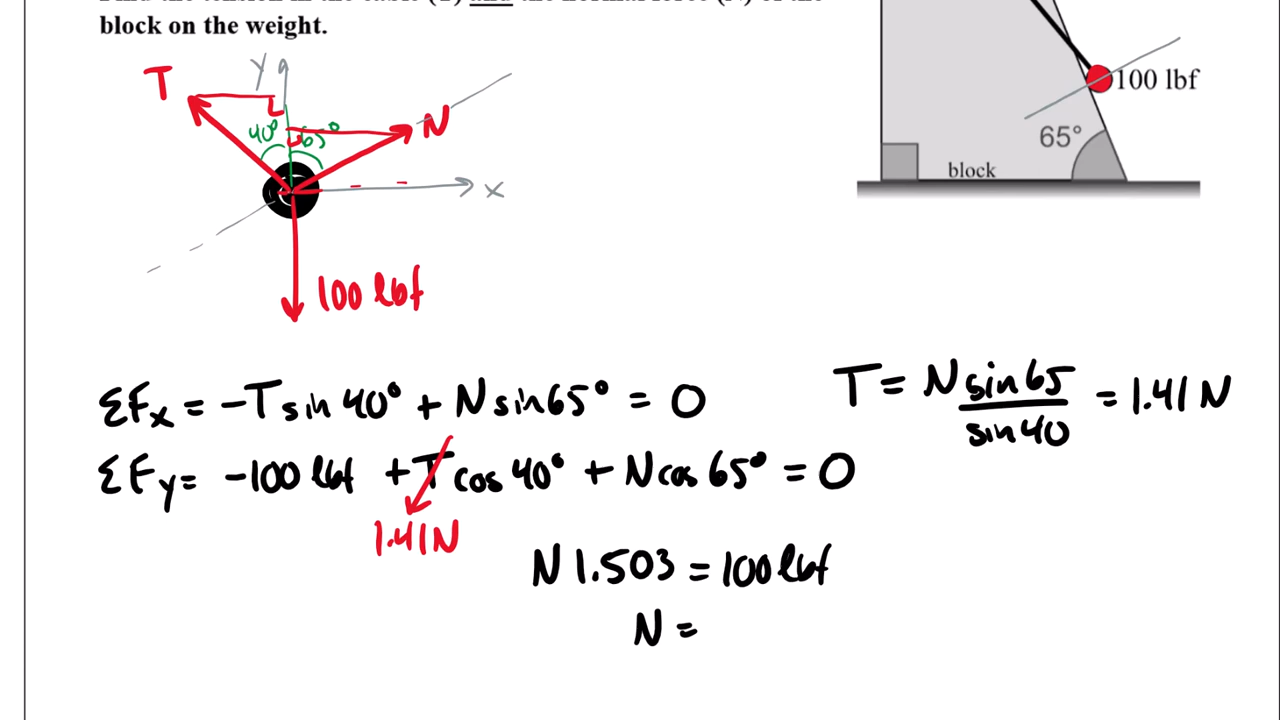 block on the weight.
T
Y
N
40° 65°
x
100 lbf
100 lbf
65°
block
ΣFx = -T sin 40° + N sin 65° = 0
T = N sin 65 / sin 40 = 1.41 N
ΣFy = -100 lbf + T cos 40° + N cos 65° = 0
1.41 N
N 1.503 = 100 lbf
N =